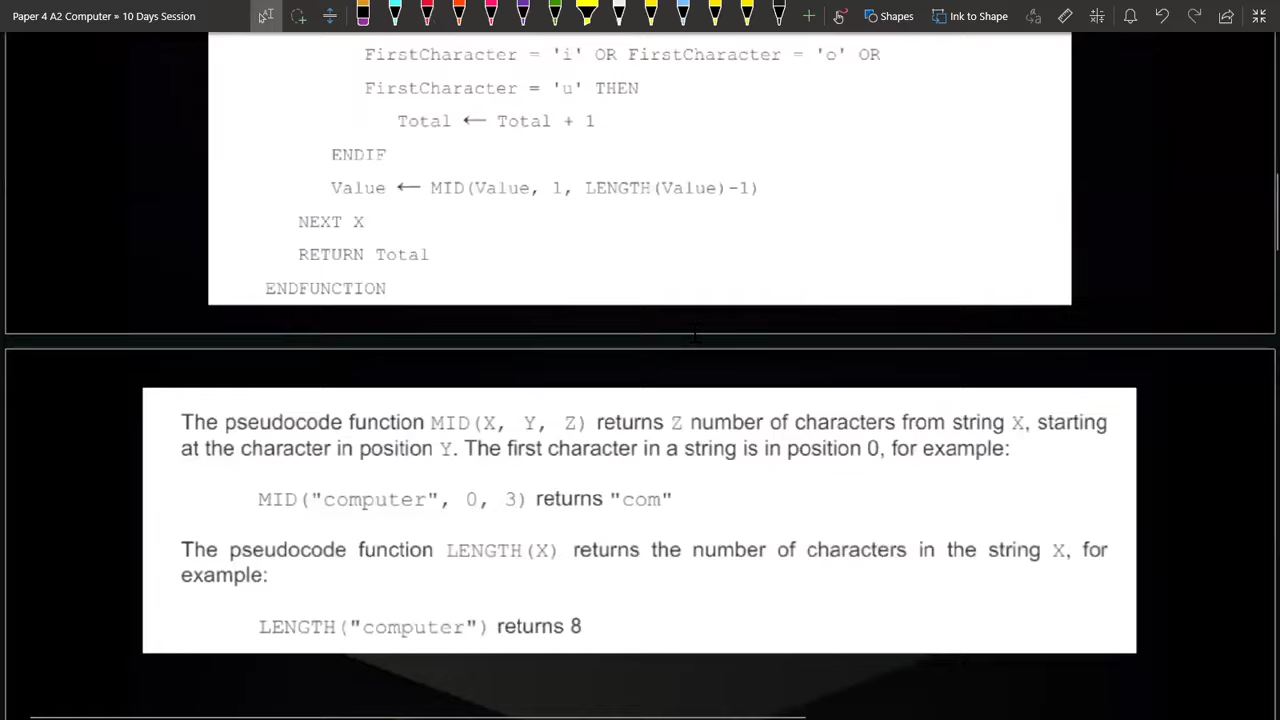 Paper 4 A2 Computer » 10 Days Session
Shapes
Ink to Shape
FirstCharacter = 'i' OR FirstCharacter = 'o' OR
FirstCharacter = 'u' THEN
Total ← Total + 1
ENDIF
Value ← MID(Value, 1, LENGTH(Value)-1)
NEXT X
RETURN Total
ENDFUNCTION
The pseudocode function MID(X, Y, Z) returns Z number of characters from string X, starting
at the character in position Y. The first character in a string is in position 0, for example:
MID("computer", 0, 3) returns "com"
The pseudocode function LENGTH(X) returns the number of characters in the string X, for
example:
LENGTH("computer") returns 8